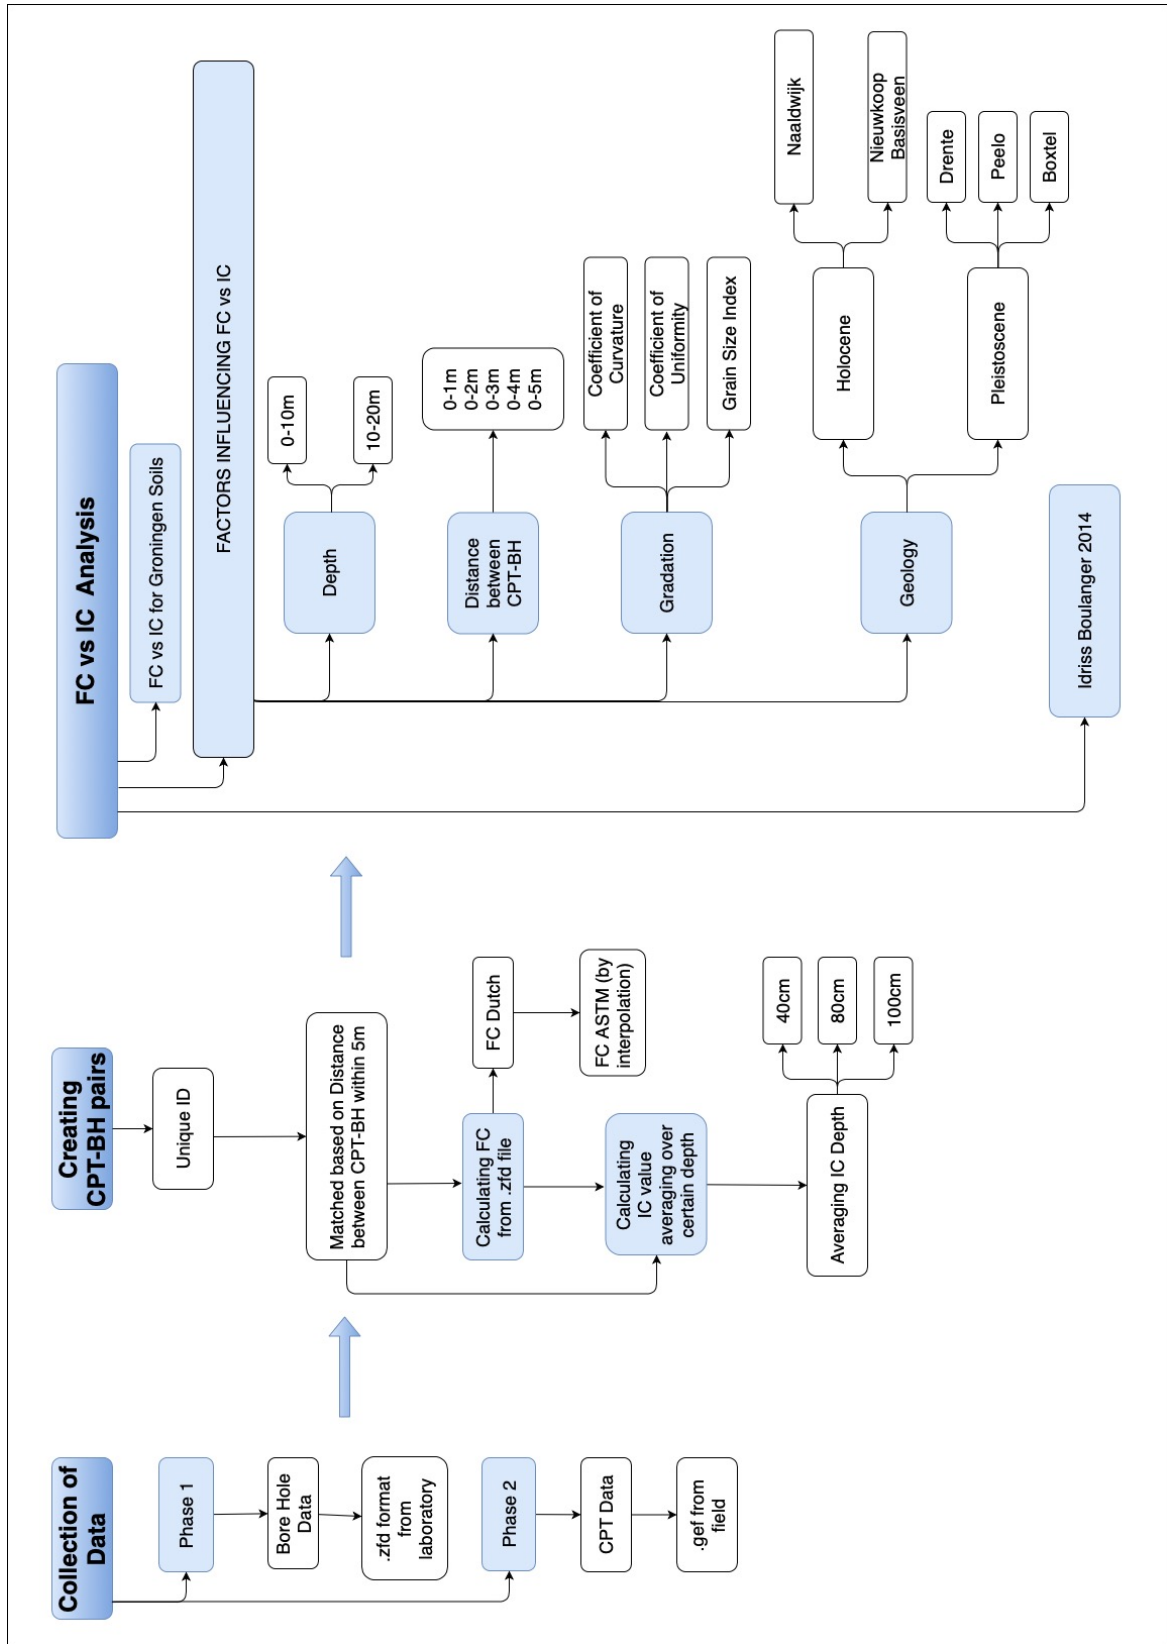 Collection of
Data
Phase 1
Bore Hole
Data
.zfd format
from
laboratory
Phase 2
CPT Data
.gef from
field
Creating
CPT-BH pairs
Unique ID
Matched based on Distance
between CPT-BH within 5m
Calculating FC
from .zfd file
FC Dutch
FC ASTM (by
interpolation)
Calculating
IC value
averaging over
certain depth
Averaging IC Depth
40cm
80cm
100cm
FC vs IC Analysis
FC vs IC for Groningen Soils
FACTORS INFLUENCING FC vs IC
Depth
0-10m
10-20m
Distance
between
CPT-BH
0-1m
0-2m
0-3m
0-4m
0-5m
Gradation
Coefficient of
Curvature
Coefficient of
Uniformity
Grain Size Index
Geology
Holocene
Naaldwijk
Nieuwkoop
Basisveen
Pleistoscene
Drente
Peelo
Boxtel
Idriss Boulanger 2014